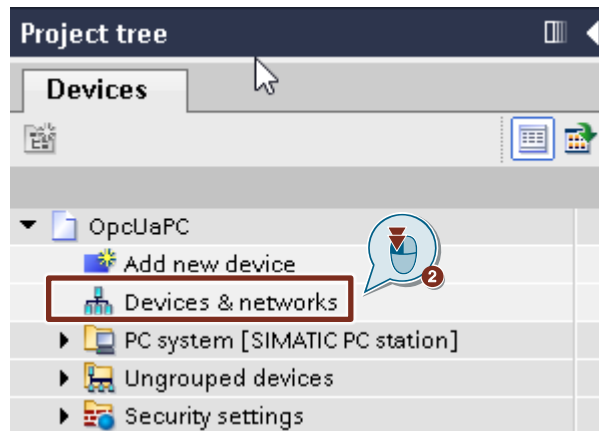 Project tree
Devices
OpcUaPC
Add new device
Devices & networks
2
PC system [SIMATIC PC station]
Ungrouped devices
Security settings